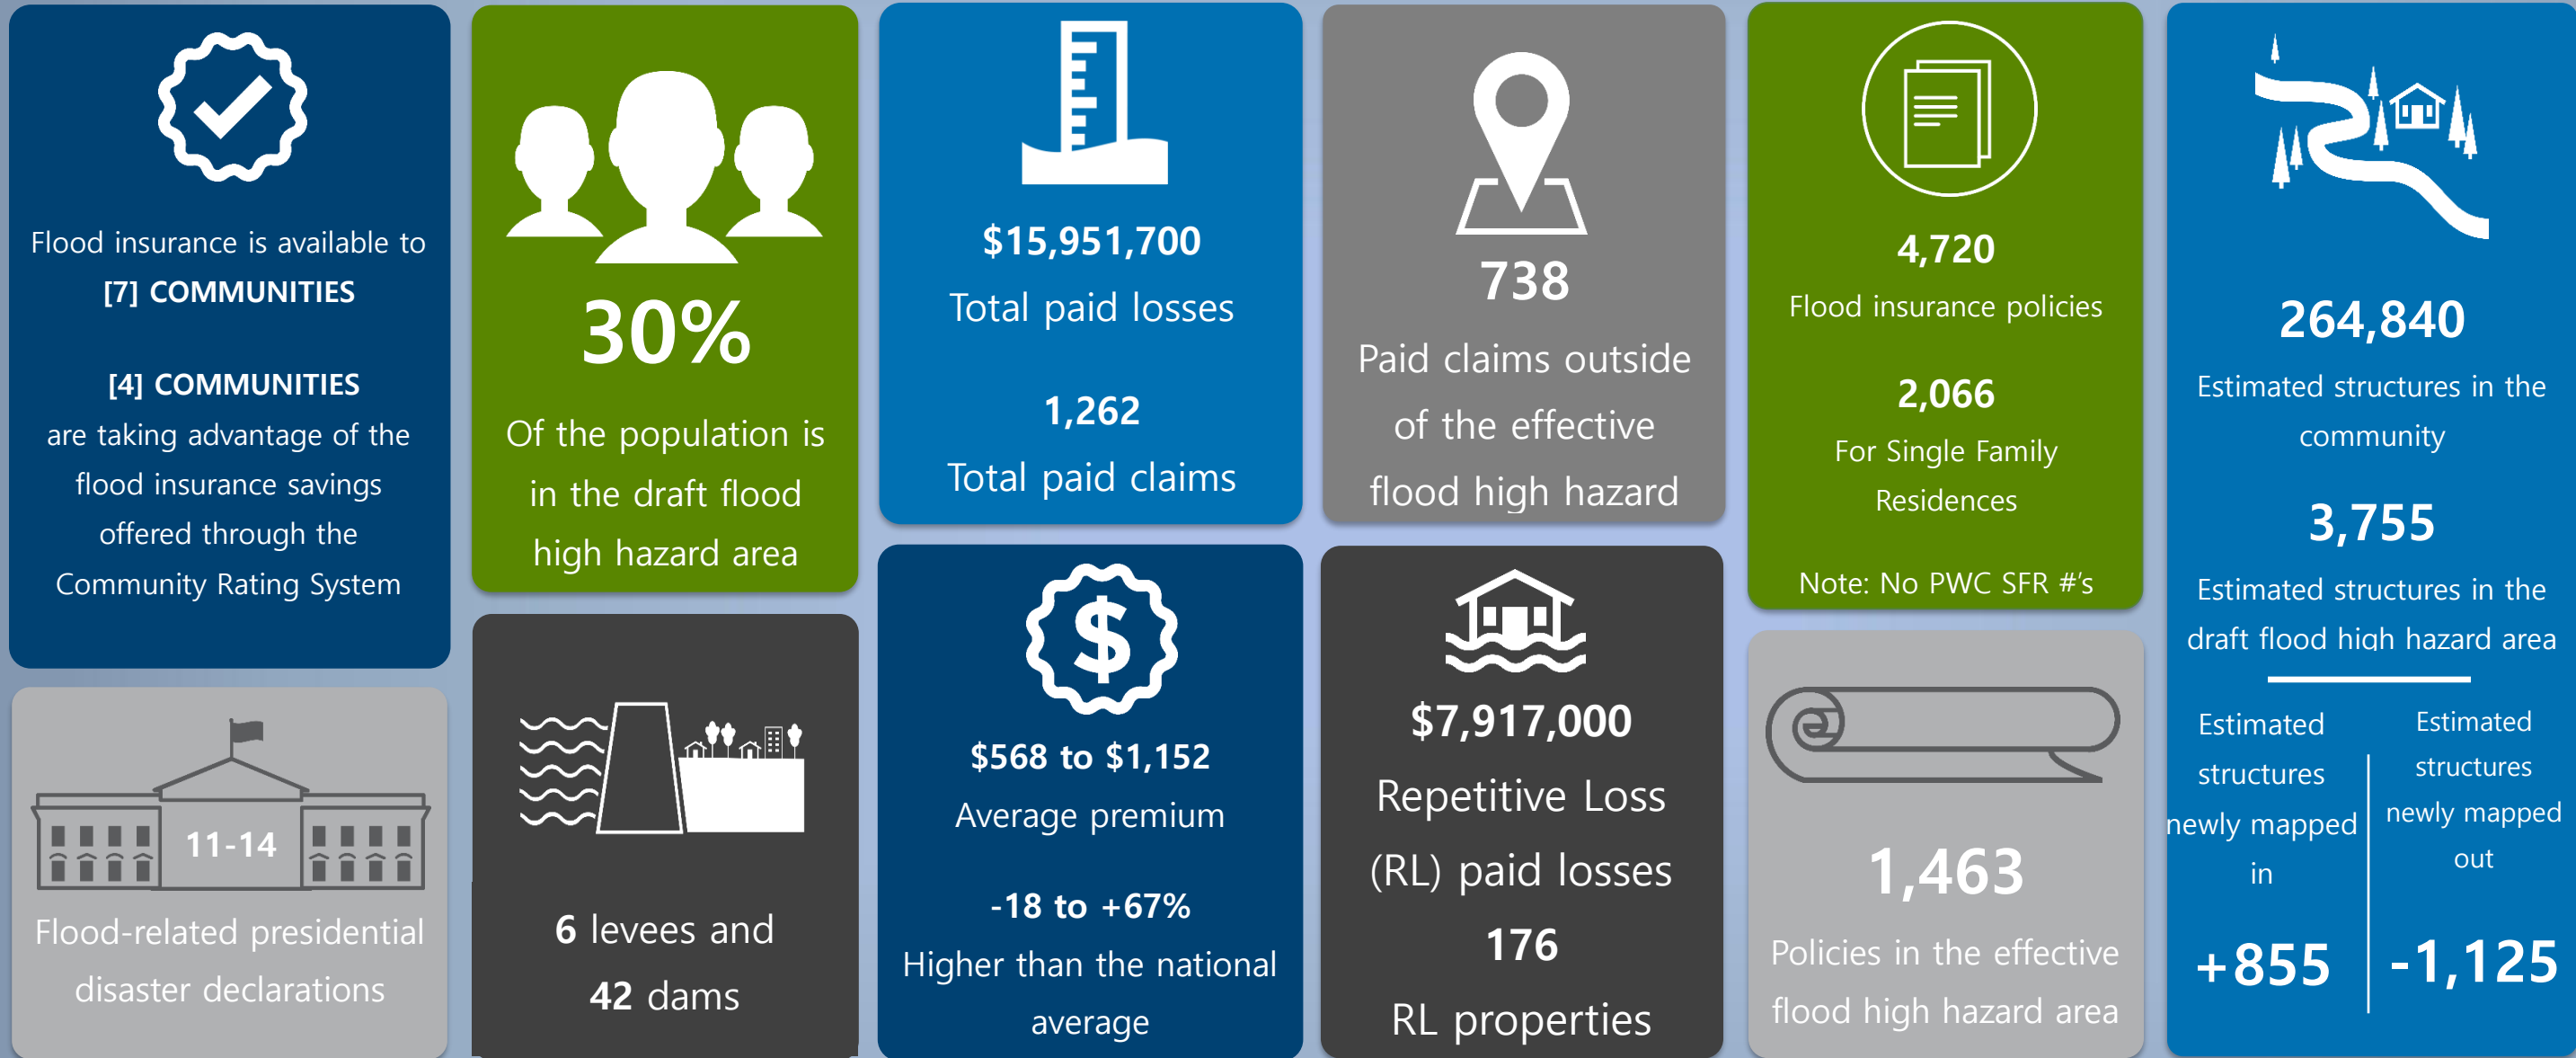 Flood insurance is available to
[7] COMMUNITIES
[4] COMMUNITIES
are taking advantage of the
flood insurance savings
offered through the
Community Rating System
11-14
Flood-related presidential
disaster declarations
30%
Of the population is
in the draft flood
high hazard area
6 levees and
42 dams
$15,951,700
Total paid losses
1,262
Total paid claims
$
$568 to $1,152
Average premium
-18 to +67%
Higher than the national
average
738
Paid claims outside
of the effective
flood high hazard
$7,917,000
Repetitive Loss
(RL) paid losses
176
RL properties
4,720
Flood insurance policies
2,066
For Single Family
Residences
Note: No PWC SFR #'s
1,463
Policies in the effective
flood high hazard area
264,840
Estimated structures in the
community
3,755
Estimated structures in the
draft flood high hazard area
Estimated
structures
newly mapped
in
+855
Estimated
structures
newly mapped
out
-1,125